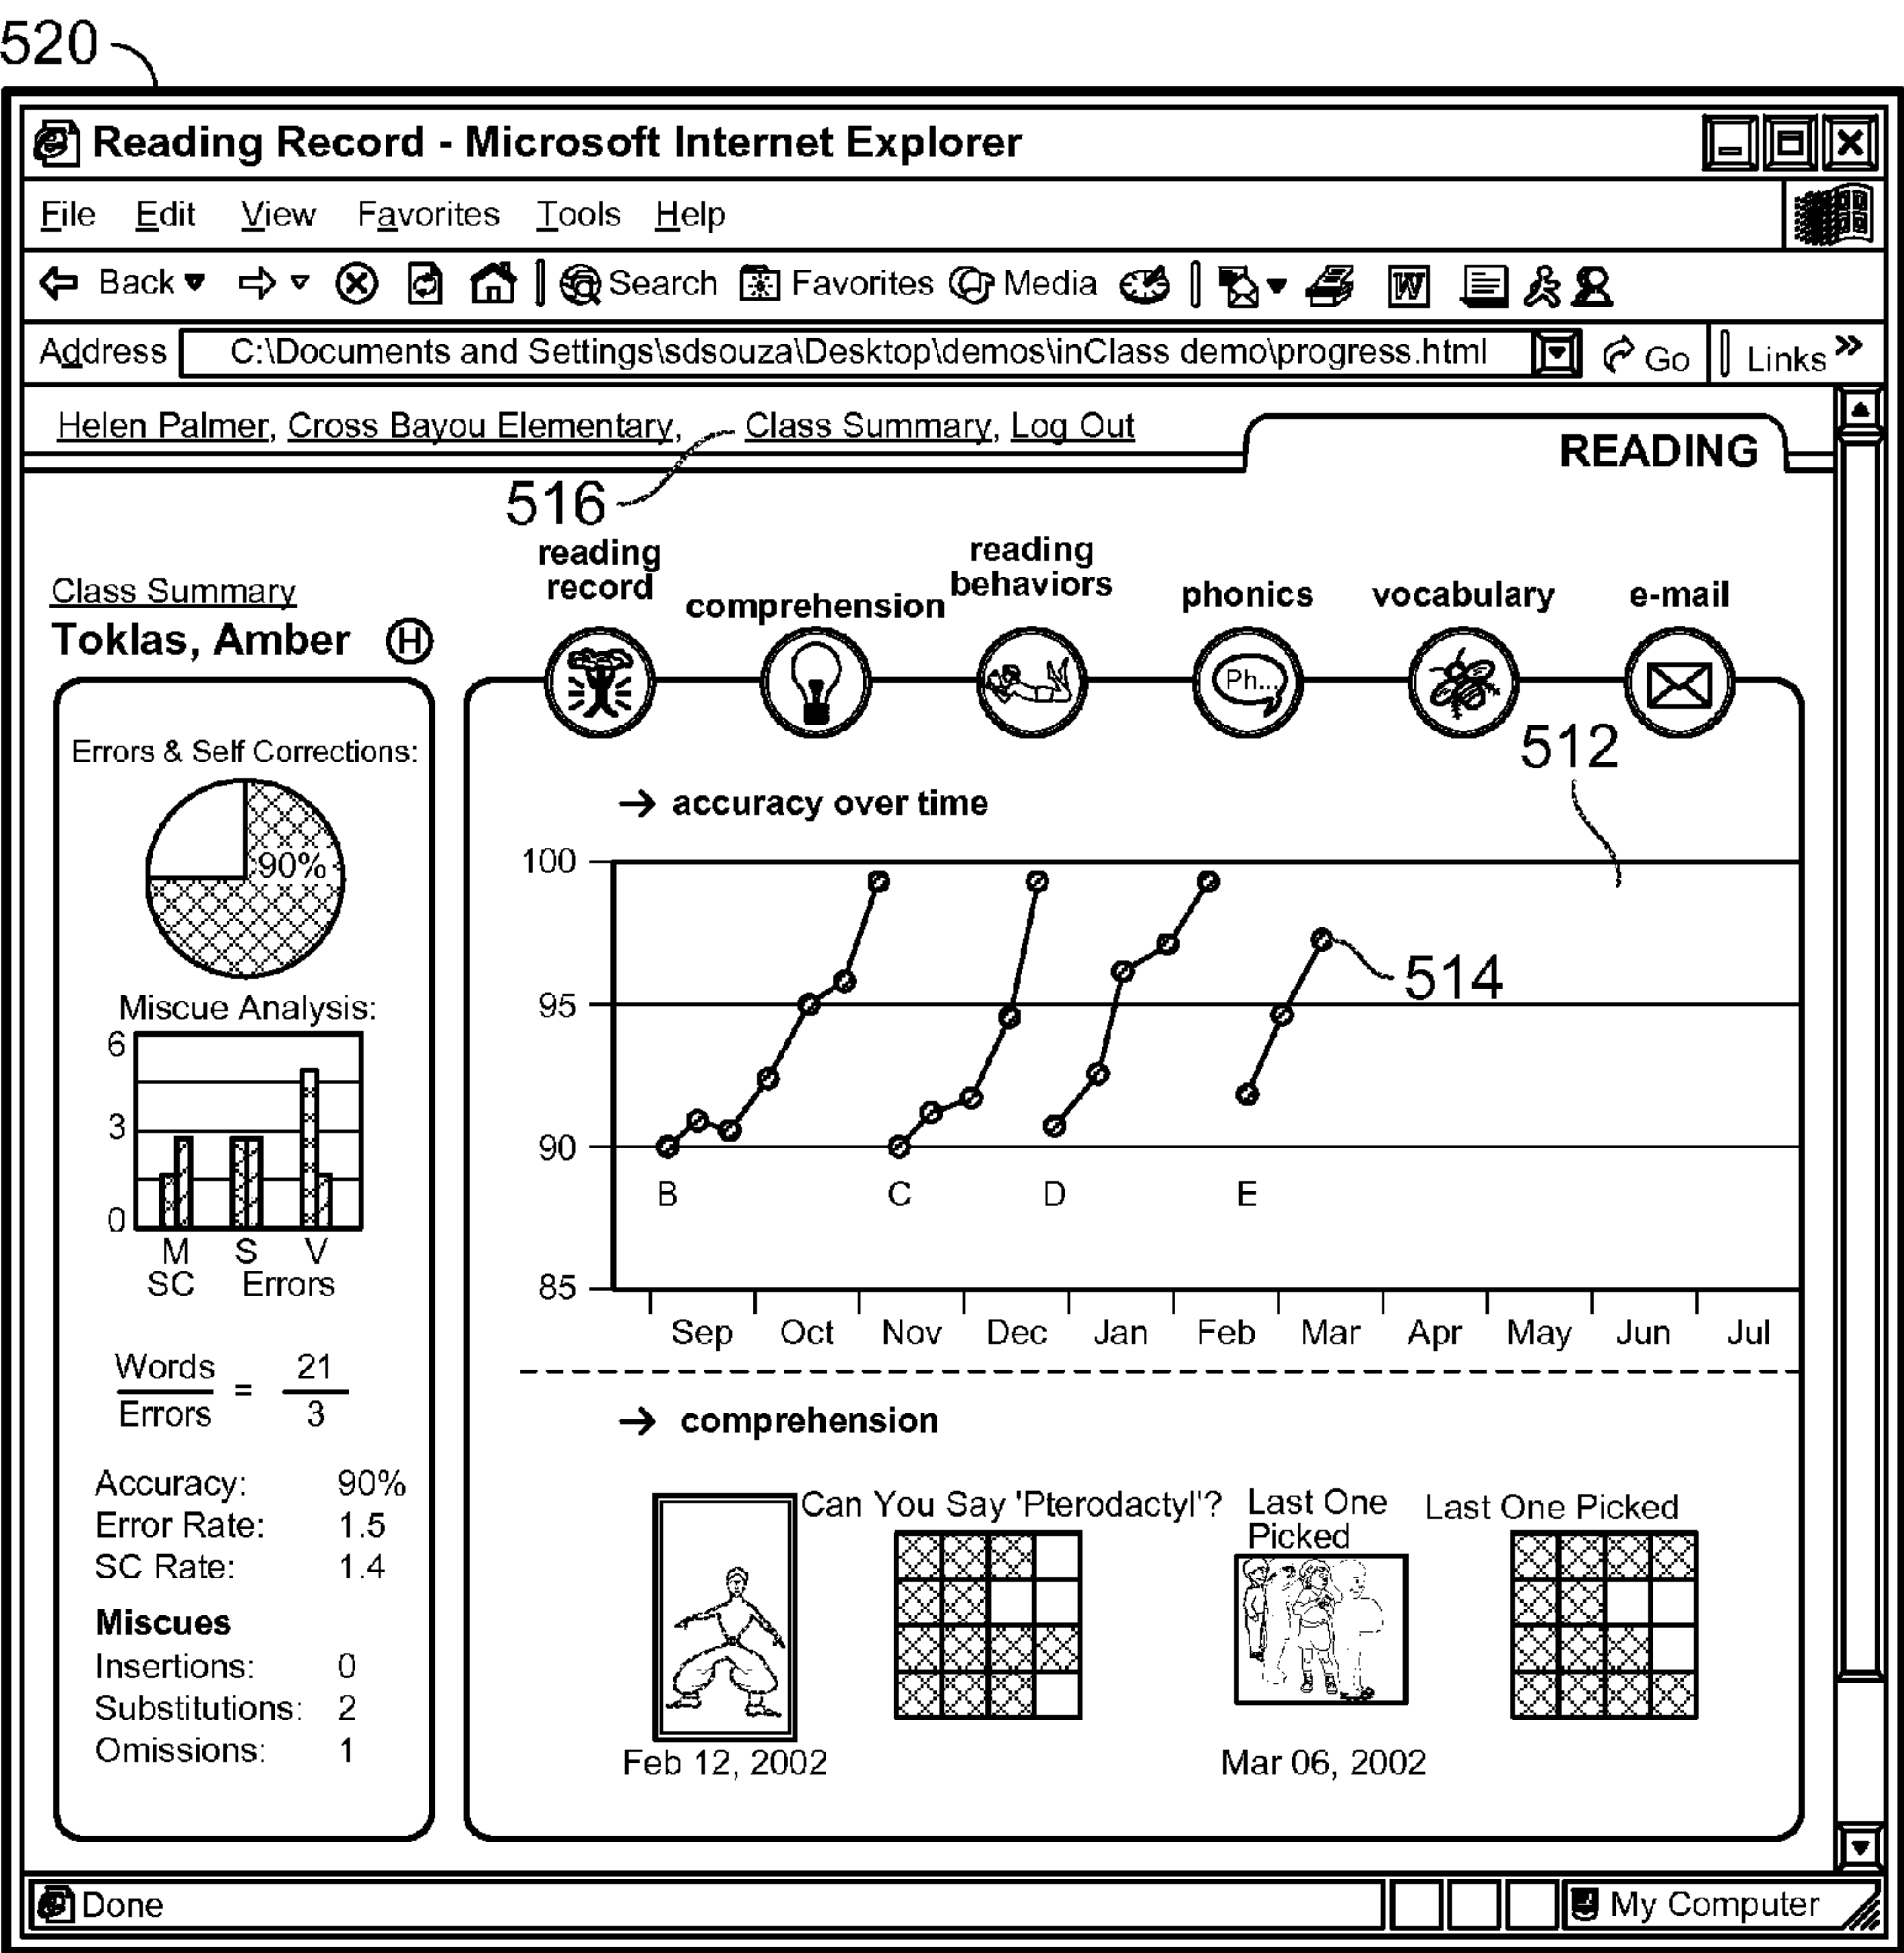 520
Reading Record - Microsoft Internet Explorer
File Edit View Favorites Tools Help
Back Search Favorites Media W
Address C:\Documents and Settings\sdsouza\Desktop\demos\inClass demo\progress.html Go Links »
Helen Palmer, Cross Bayou Elementary, Class Summary, Log Out
READING
516
reading record
comprehension
reading behaviors
phonics
vocabulary
e-mail
Class Summary
Toklas, Amber H
Ph...
512
Errors & Self Corrections:
90%
Miscue Analysis:
6
3
0
M S V
SC Errors
Words 21
=
Errors 3
Accuracy: 90%
Error Rate: 1.5
SC Rate: 1.4
Miscues
Insertions: 0
Substitutions: 2
Omissions: 1
→ accuracy over time
100
95
514
90
B C D E
85
Sep Oct Nov Dec Jan Feb Mar Apr May Jun Jul
→ comprehension
Can You Say 'Pterodactyl'?
Last One
Picked
Last One Picked
Feb 12, 2002
Mar 06, 2002
Done
My Computer